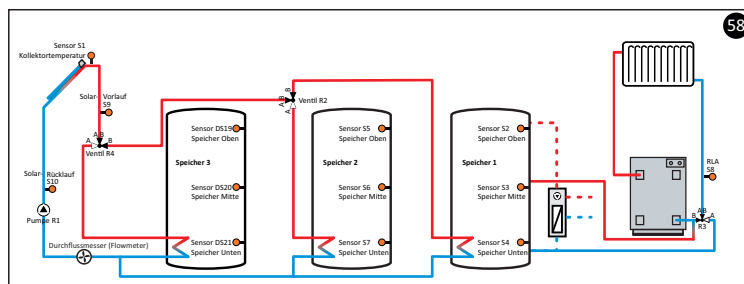 58
Sensor S1
Kollektortemperatur
Solar- Vorlauf
S9
A B
AB
Ventil R4
Solar-
Rücklauf
S10
Pumpe R1
Durchflussmesser (Flowmeter)
Sensor DS19
Speicher Oben
Speicher 3
Sensor DS20
Speicher Mitte
Sensor DS21
Speicher Unten
A B
AB
Ventil R2
Sensor S5
Speicher Oben
Speicher 2
Sensor S6
Speicher Mitte
Sensor S7
Speicher Unten
Sensor S2
Speicher Oben
Speicher 1
Sensor S3
Speicher Mitte
Sensor S4
Speicher Unten
RLA
S8
AB
B A
R3